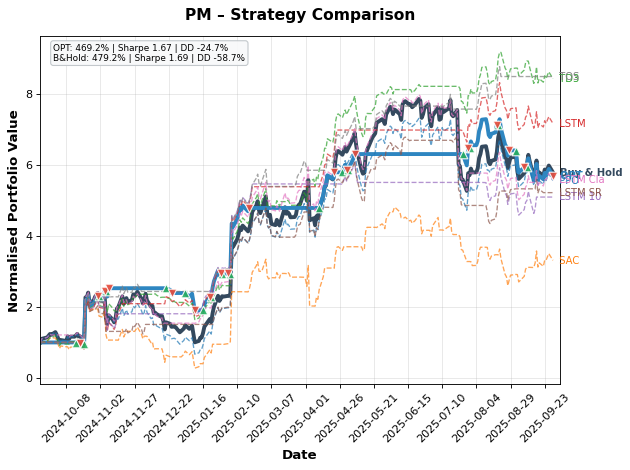 PM – Strategy Comparison
OPT: 469.2% | Sharpe 1.67 | DD -24.7%
B&Hold: 479.2% | Sharpe 1.69 | DD -58.7%
Normalised Portfolio Value
8
6
4
2
0
TD3
LSTM
Buy & Hold
LSTM SR
LSTM 10
SAC
2024-10-08
2024-11-02
2024-11-27
2024-12-22
2025-01-16
2025-02-10
2025-03-07
2025-04-01
2025-04-26
2025-05-21
2025-06-15
2025-07-10
2025-08-04
2025-08-29
2025-09-23
Date